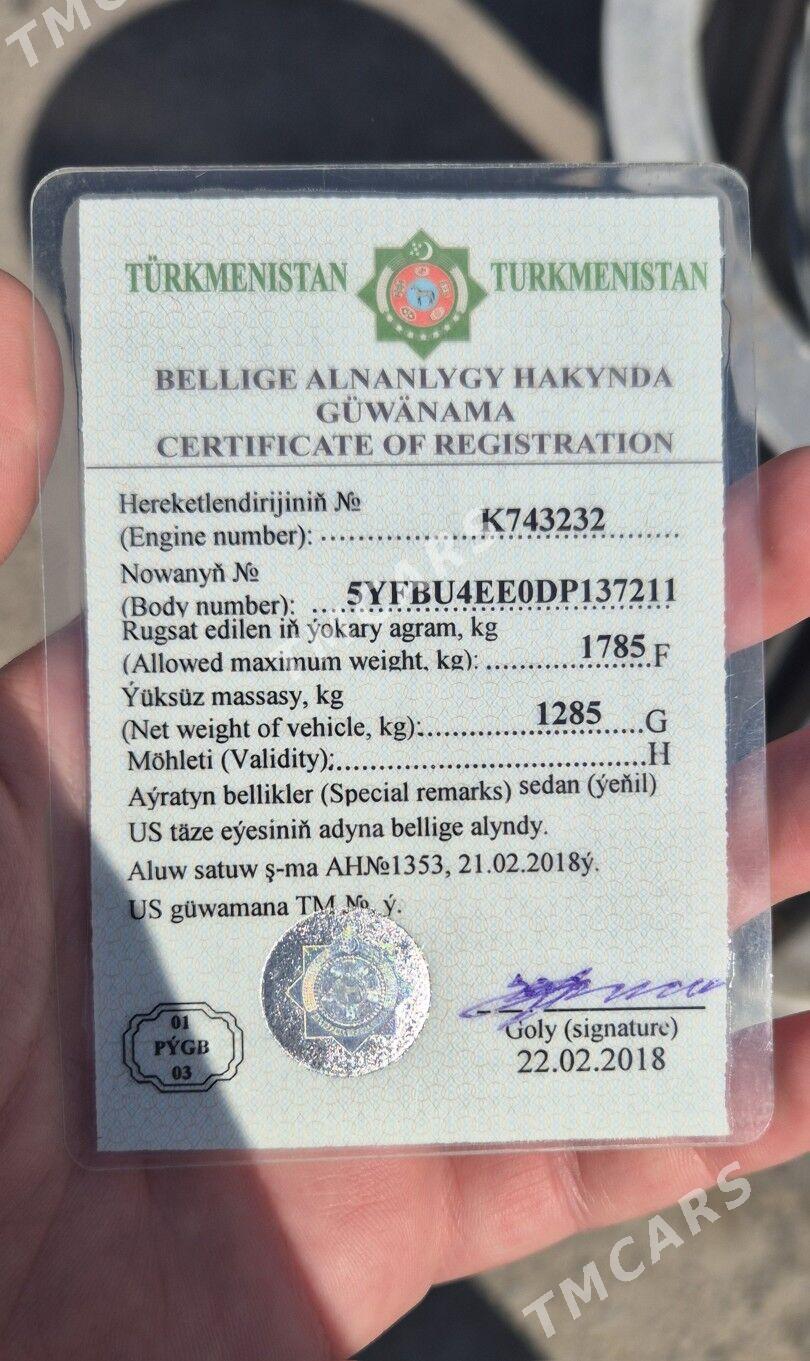 TMC
TÜRKMENISTAN TURKMENISTAN
BELLIGE ALNANLYGY HAKYNDA
GÜWÄNAMA
CERTIFICATE OF REGISTRATION
Hereketlendirijiniň №
(Engine number): K743232
Nowanyň №
(Body number): 5YFBU4EE0DP137211
Rugsat edilen iň ýokary agram, kg
(Allowed maximum weight, kg): 1785 F
Ýüksüz massasy, kg
(Net weight of vehicle, kg): 1285 G
Möhleti (Validity): H
Aýratyn bellikler (Special remarks) sedan (ýeňil)
US täze eýesiniň adyna bellige alyndy.
Aluw satuw ş-ma AH№1353, 21.02.2018ý.
US güwamana TM № ý.
Goly (signature)
22.02.2018
01
PÝGB
03
TMCARS
TMCARS